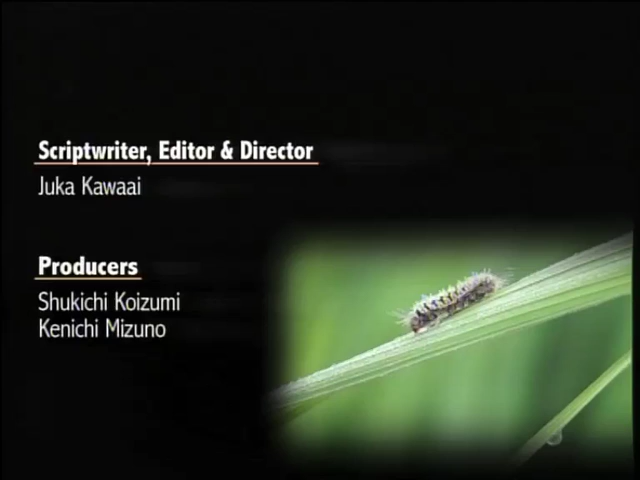 Scriptwriter, Editor & Director
Juka Kawaai
Producers
Shukichi Koizumi
Kenichi Mizuno